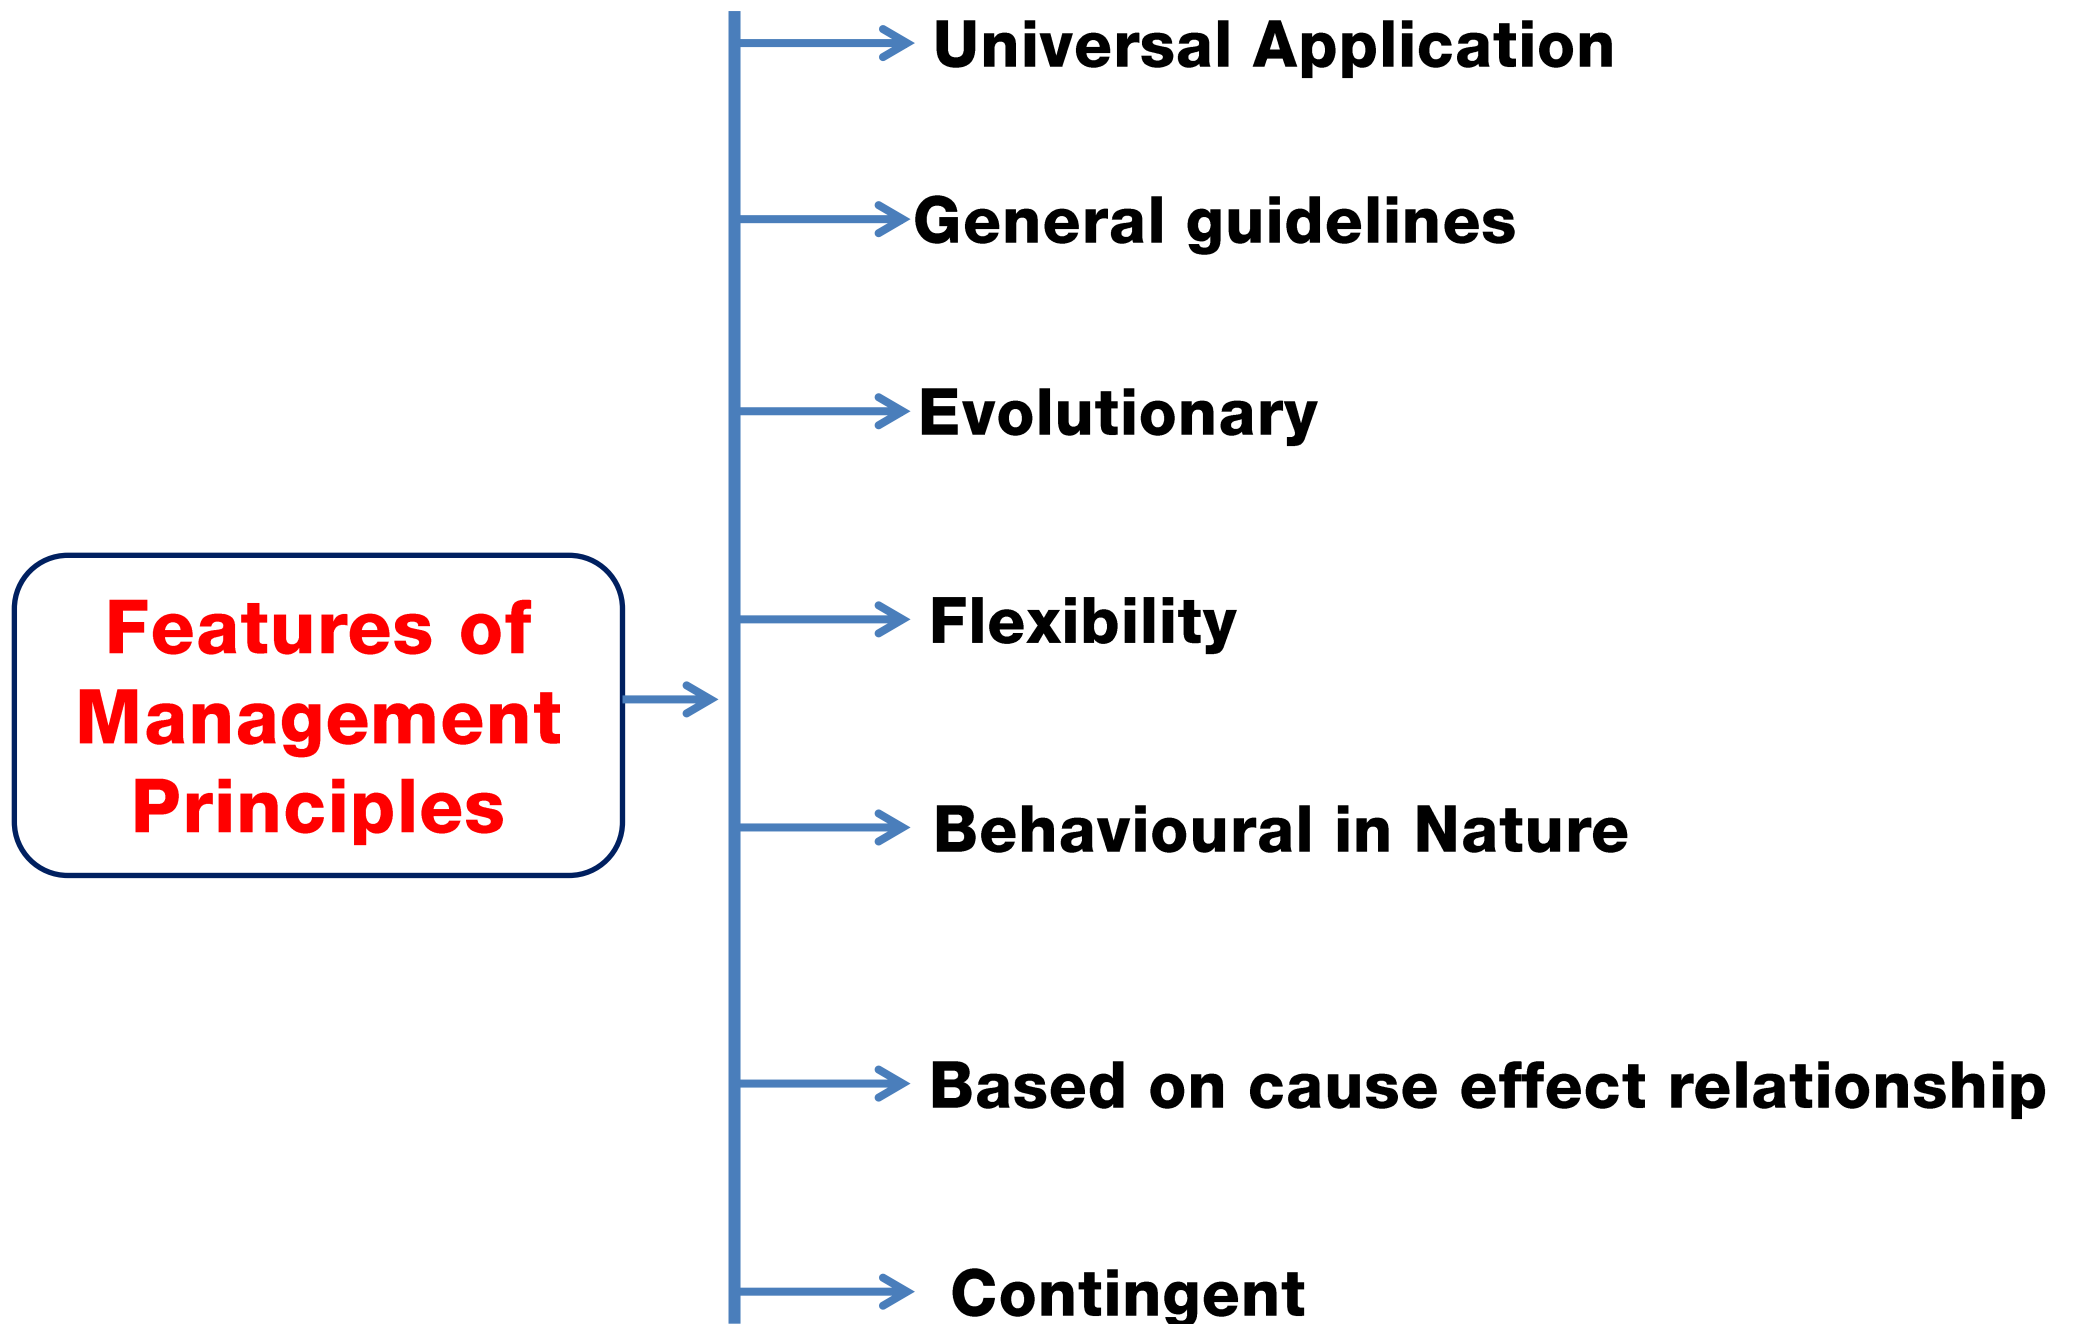 Universal Application
General guidelines
Evolutionary
Flexibility
Features of
Management
Principles
Behavioural in Nature
Based on cause effect relationship
Contingent